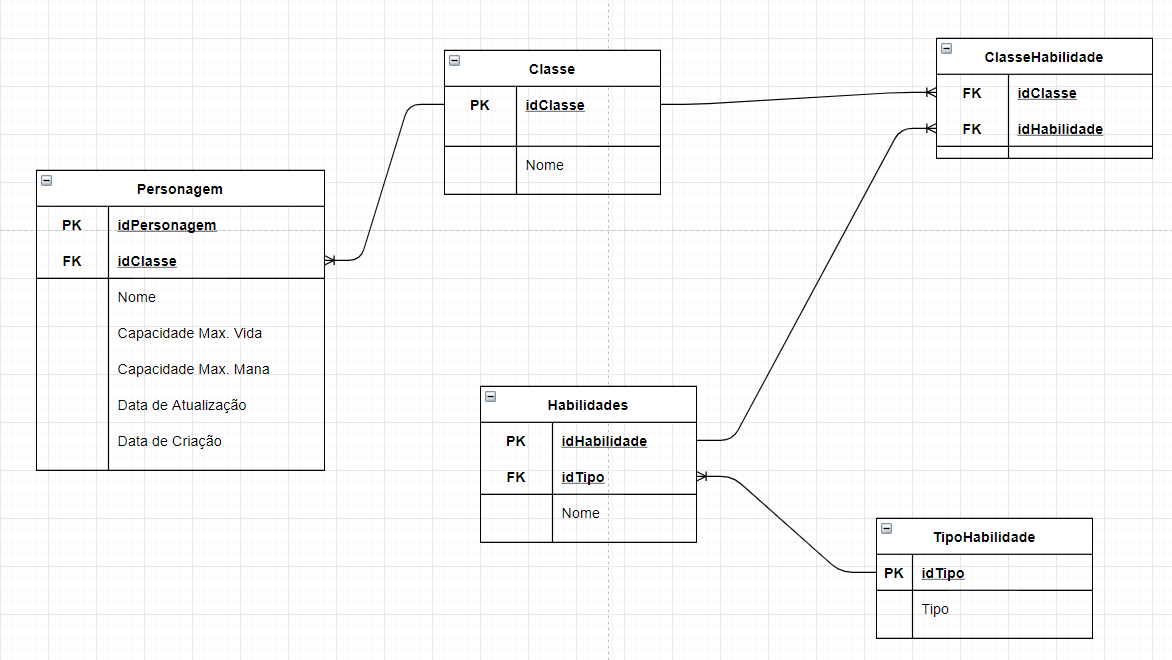 Classe
PK idClasse
Nome
ClasseHabilidade
FK idClasse
FK idHabilidade
Personagem
PK idPersonagem
FK idClasse
Nome
Capacidade Max. Vida
Capacidade Max. Mana
Data de Atualização
Data de Criação
Habilidades
PK idHabilidade
FK idTipo
Nome
TipoHabilidade
PK idTipo
Tipo